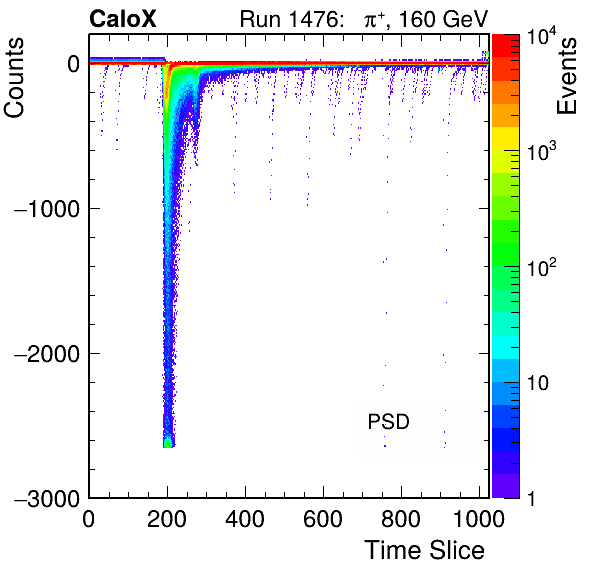 CaloX Run 1476: π⁺, 160 GeV
Counts
0
−1000
−2000
−3000
0 200 400 600 800 1000
Time Slice
PSD
Events
10⁴
10³
10²
10
1